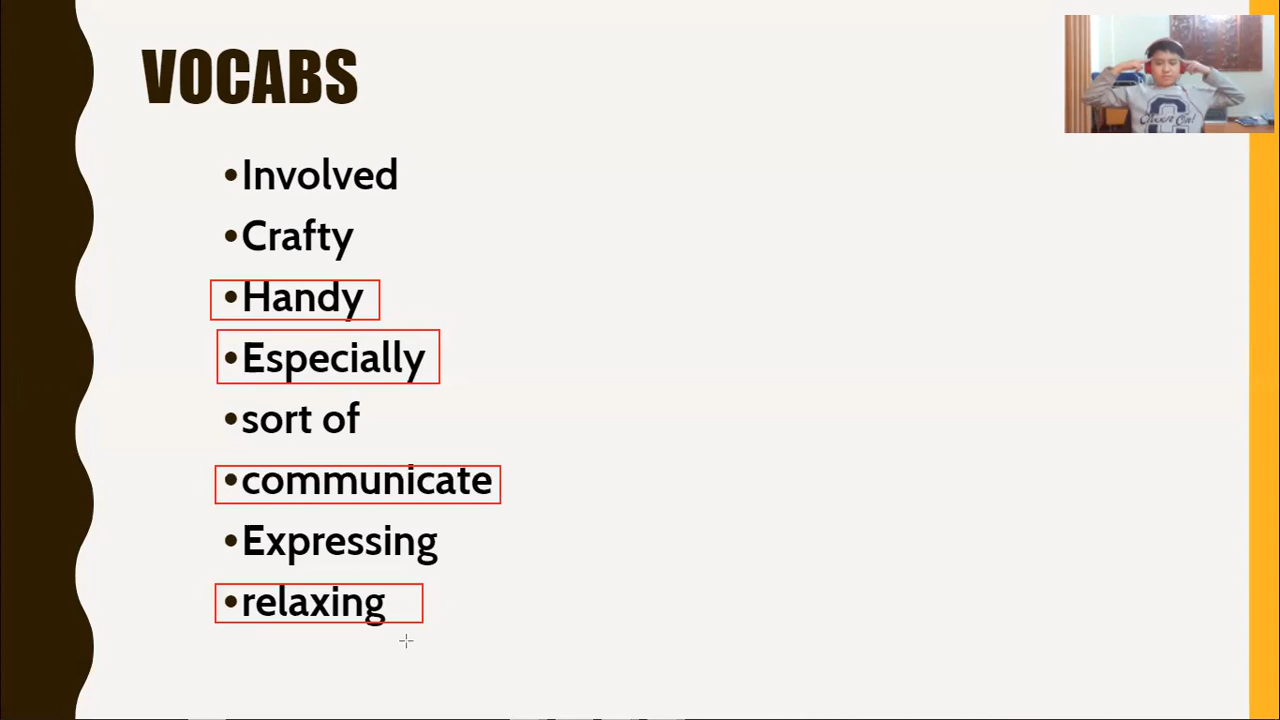 VOCABS
•Involved
•Crafty
•Handy
•Especially
•sort of
•communicate
•Expressing
•relaxing